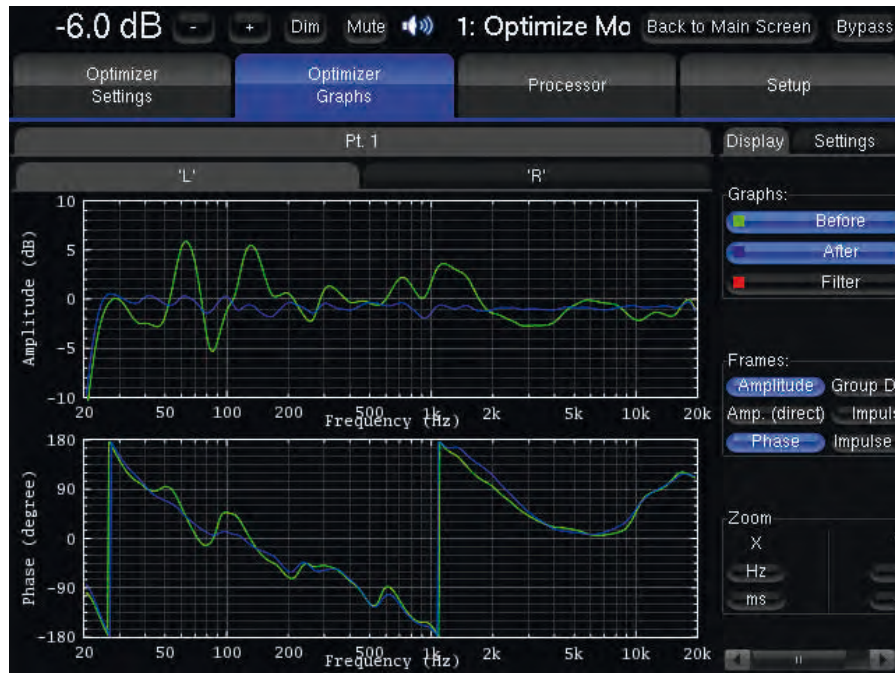 -6.0 dB - + Dim Mute 1: Optimize Mo Back to Main Screen Bypass
Optimizer Settings
Optimizer Graphs
Processor
Setup
Pt. 1
'L' 'R'
Display Settings
Graphs:
Before
After
Filter
Frames:
Amplitude Group D
Amp. (direct) Impuls
Phase Impulse
Zoom
X
Hz
ms
Amplitude (dB)
10
5
0
-5
-10
20 50 100 200 500 1k 2k 5k 10k 20k
Frequency (Hz)
Phase (degree)
180
90
0
-90
-180
20 50 100 200 500 1k 2k 5k 10k 20k
Frequency (Hz)